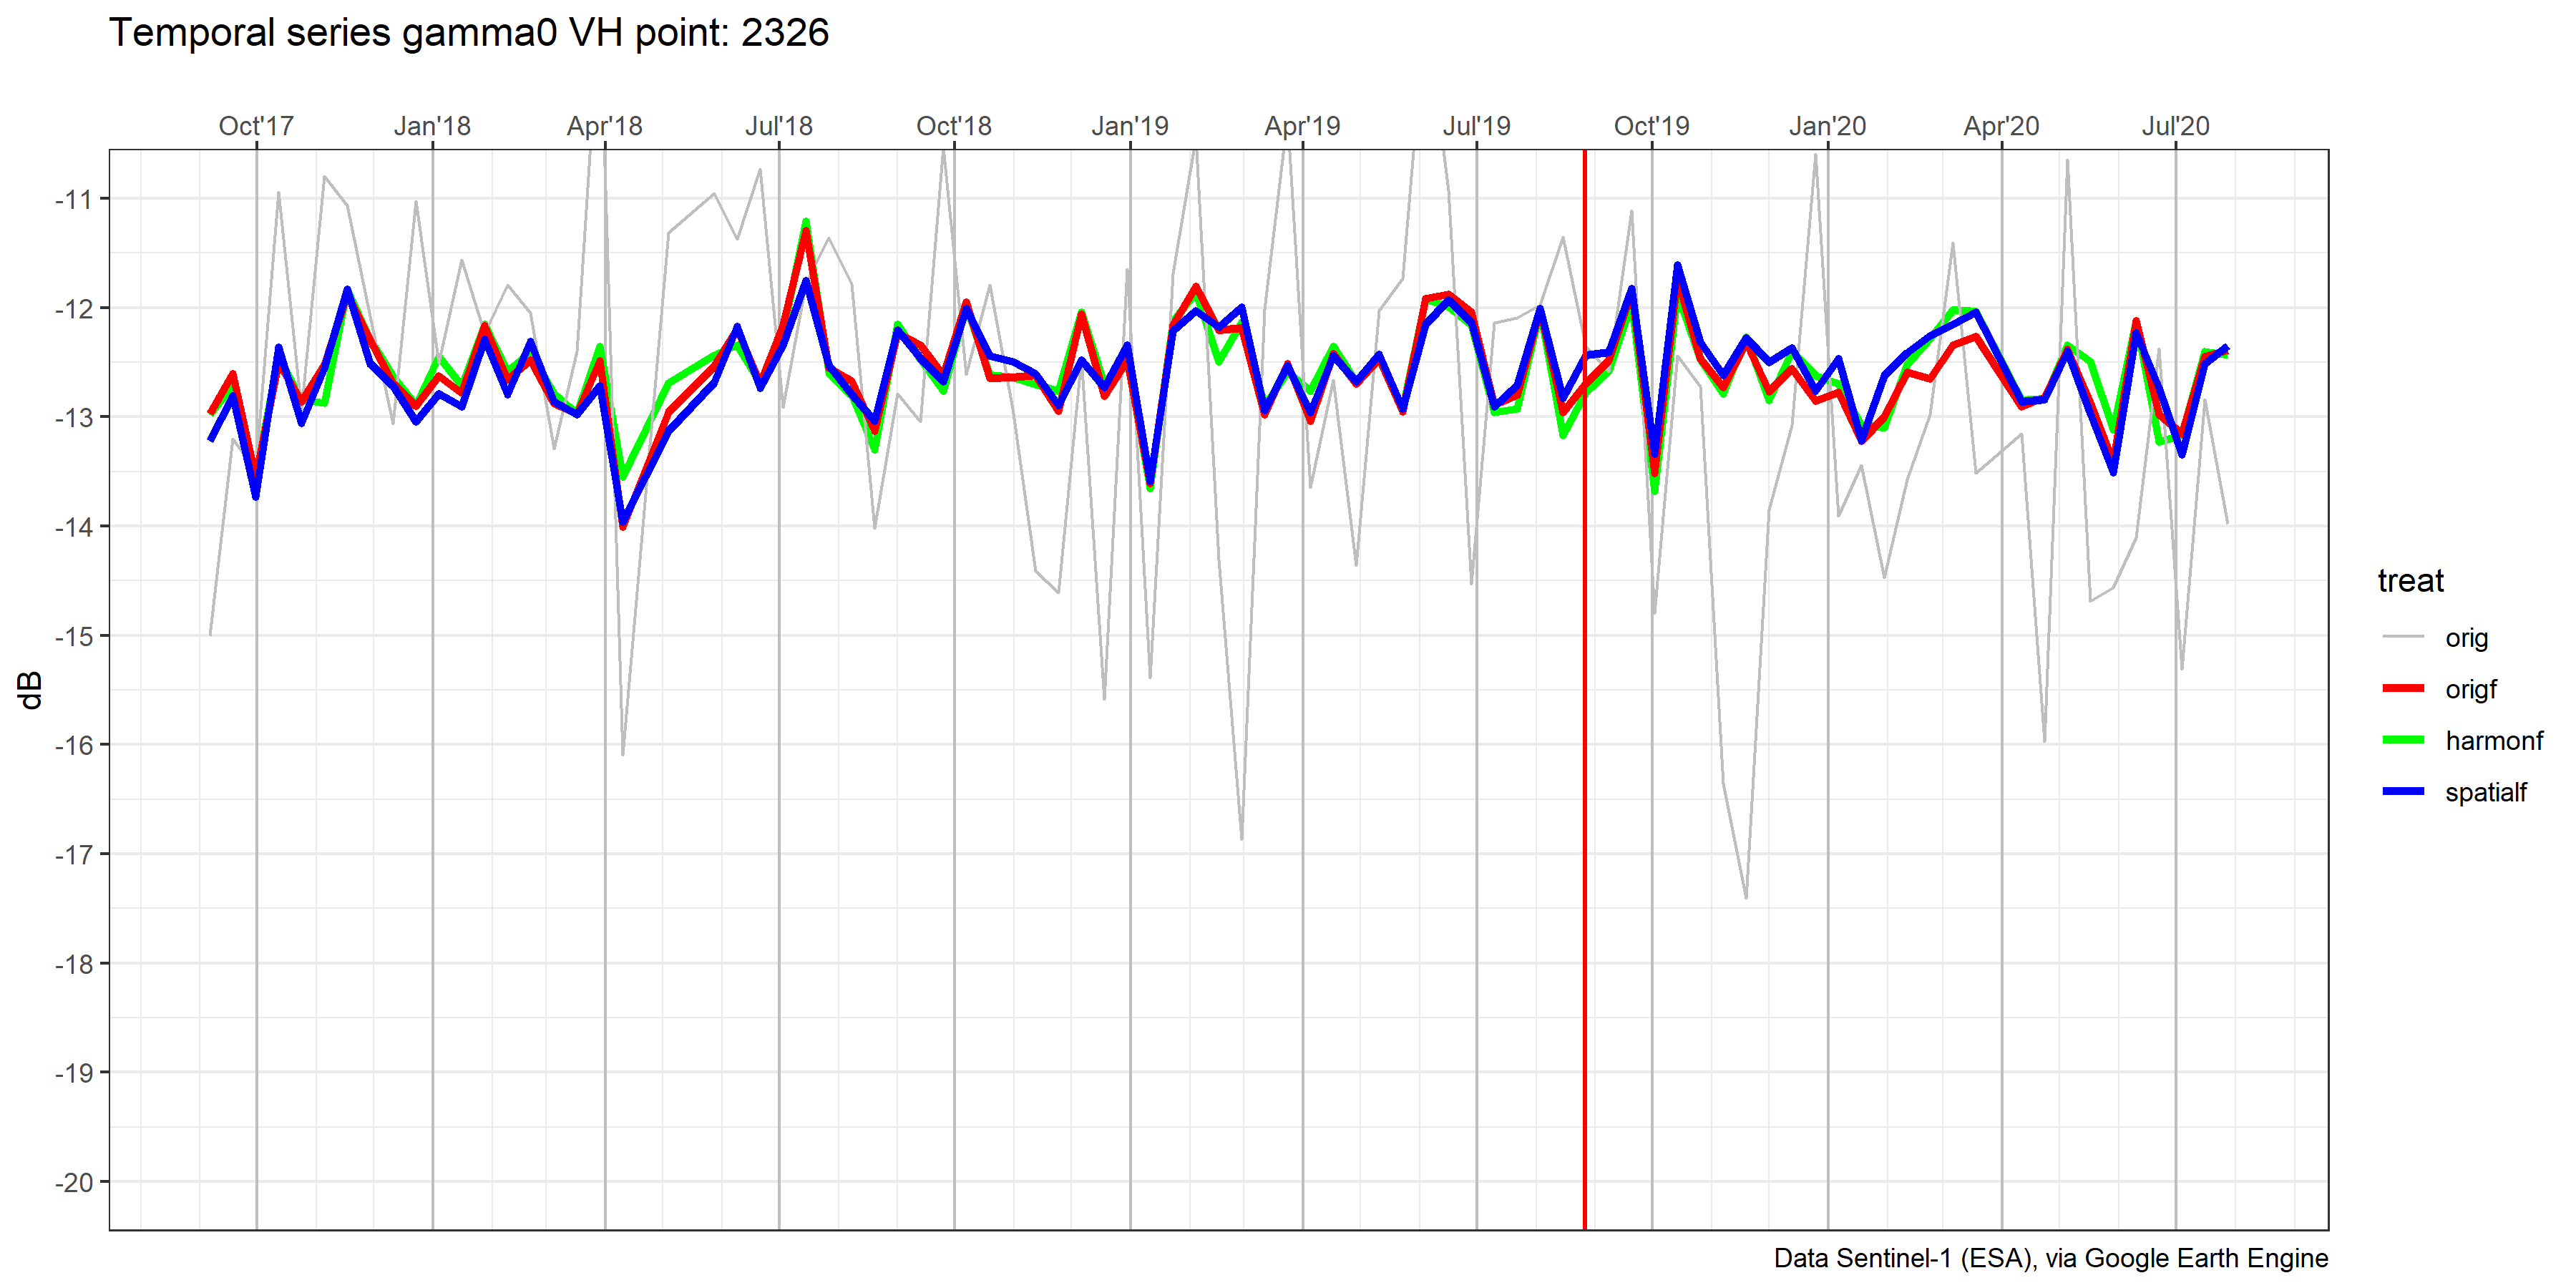 Temporal series gamma0 VH point: 2326
Oct'17 Jan'18 Apr'18 Jul'18 Oct'18 Jan'19 Apr'19 Jul'19 Oct'19 Jan'20 Apr'20 Jul'20
-11
-12
-13
-14
-15
-16
-17
-18
-19
-20
dB
treat
orig
origf
harmonf
spatialf
Data Sentinel-1 (ESA), via Google Earth Engine